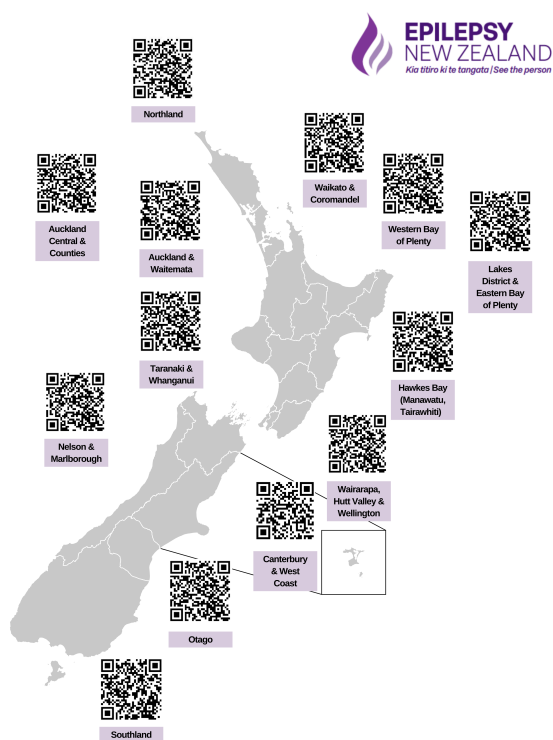 EPILEPSY
NEW ZEALAND
Kia titiro ki te tangata | See the person
Northland
Waikato &
Coromandel
Auckland
Central &
Counties
Auckland &
Waitemata
Western Bay
of Plenty
Lakes
District &
Eastern Bay
of Plenty
Taranaki &
Whanganui
Hawkes Bay
(Manawatu,
Tairawhiti)
Nelson &
Marlborough
Wairarapa,
Hutt Valley &
Wellington
Canterbury
& West
Coast
Otago
Southland